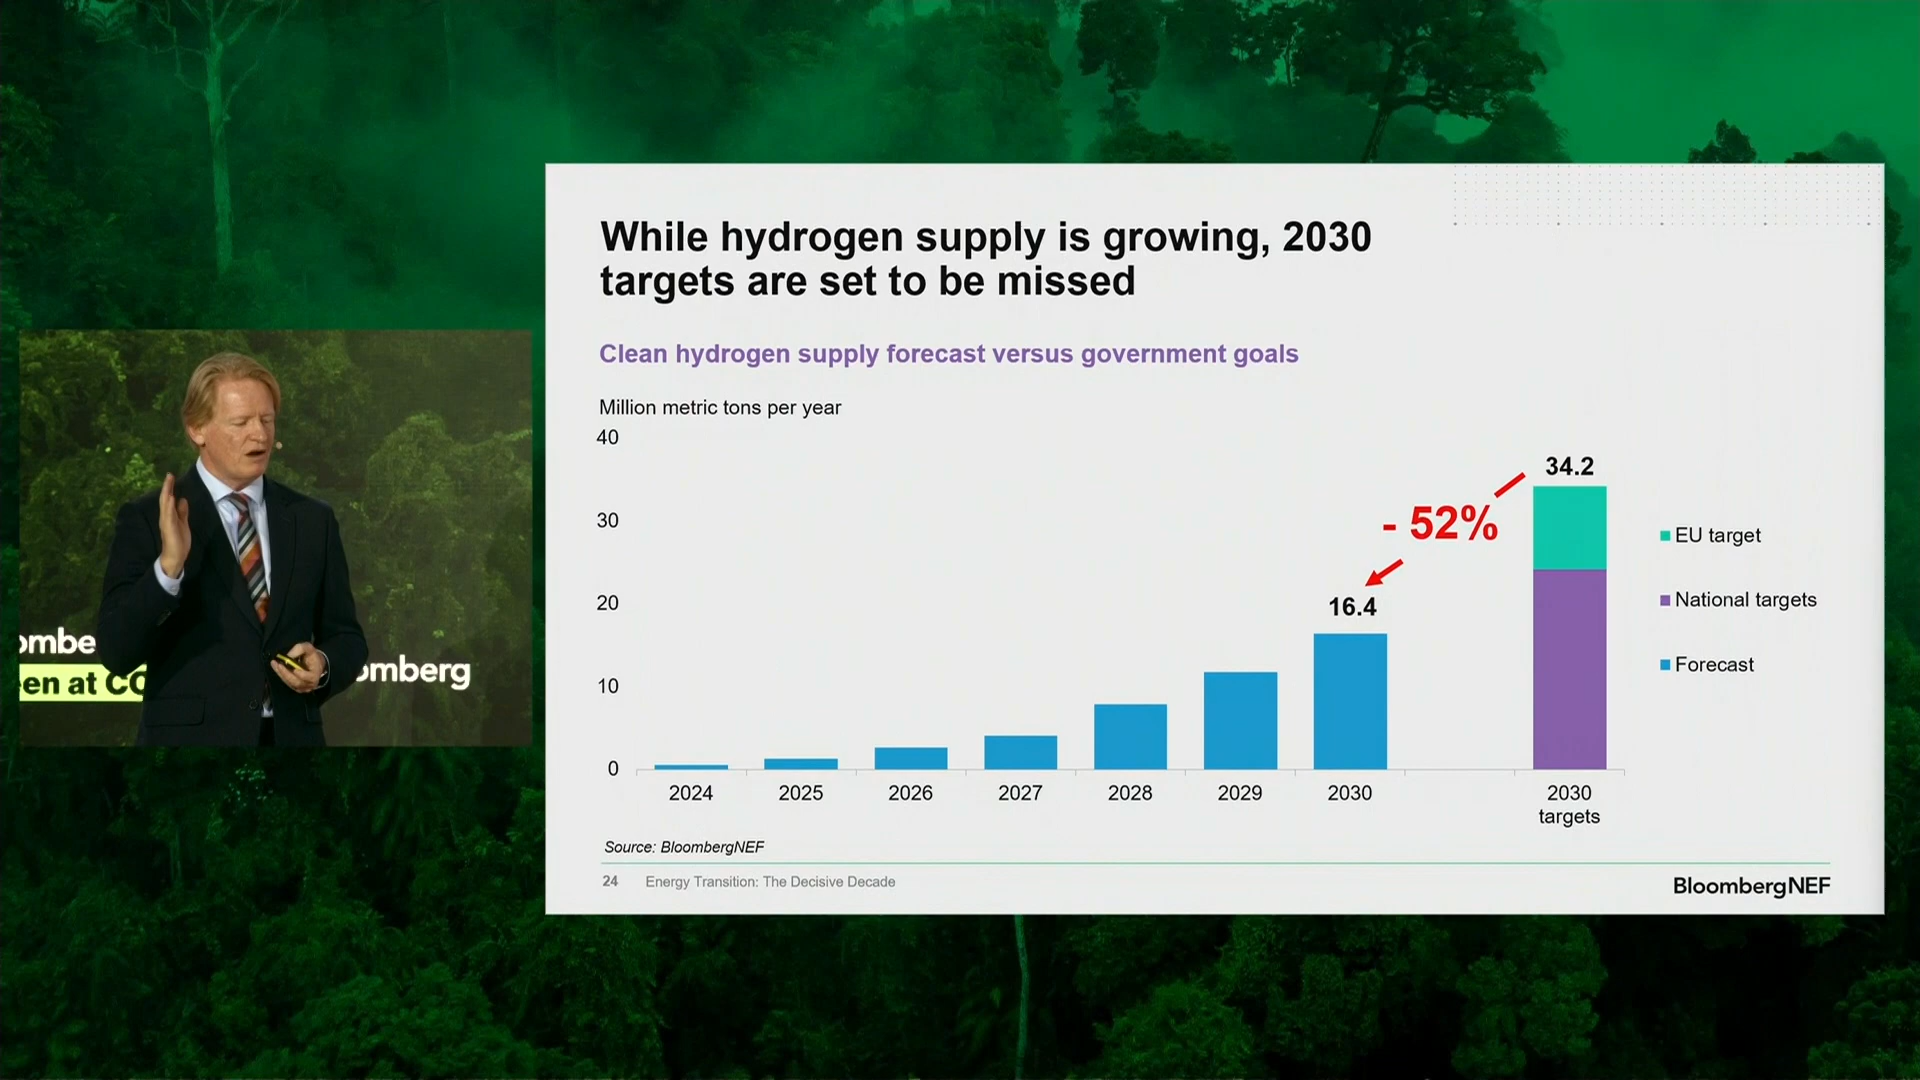 While hydrogen supply is growing, 2030
targets are set to be missed
Clean hydrogen supply forecast versus government goals
Million metric tons per year
40
30
20
10
0
34.2
- 52%
16.4
EU target
National targets
Forecast
2024 2025 2026 2027 2028 2029 2030 2030
targets
Source: BloombergNEF
24 Energy Transition: The Decisive Decade
BloombergNEF
ombe
en at CO
omberg